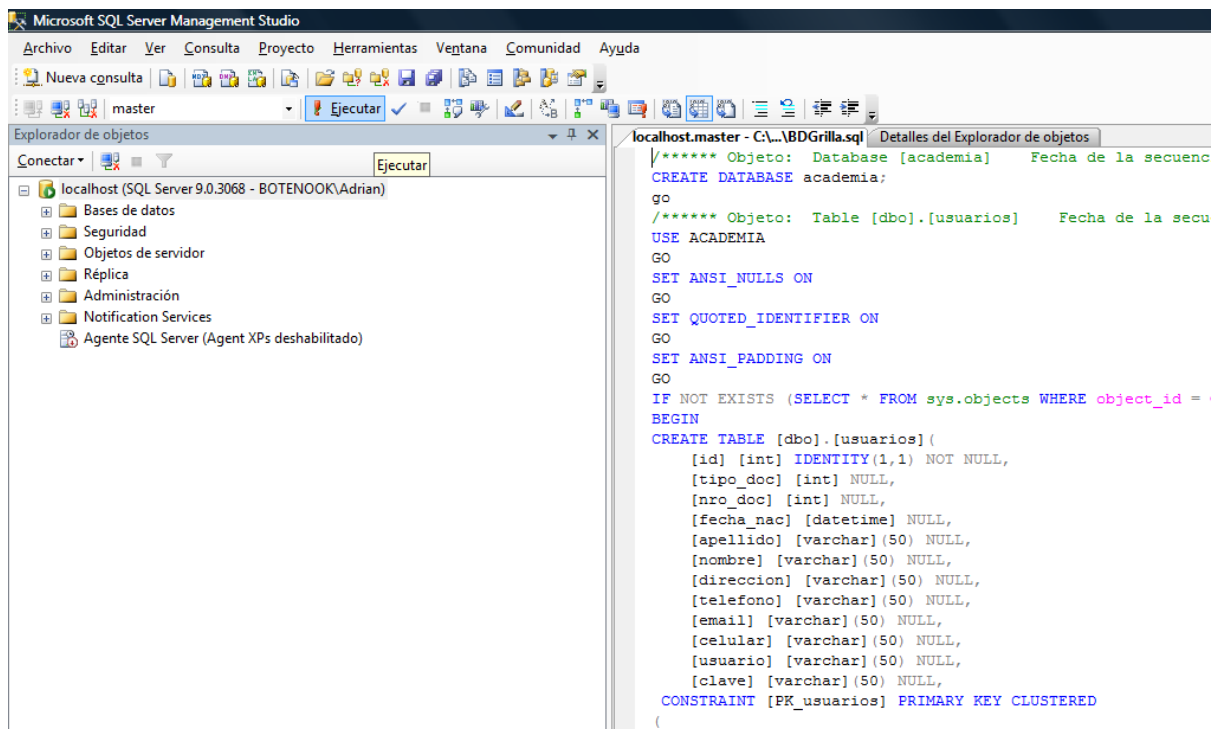 Microsoft SQL Server Management Studio
Archivo Editar Ver Consulta Proyecto Herramientas Ventana Comunidad Ayuda
Nueva consulta
master Ejecutar
Explorador de objetos
Conectar
Ejecutar
localhost (SQL Server 9.0.3068 - BOTENOOK\Adrian)
Bases de datos
Seguridad
Objetos de servidor
Réplica
Administración
Notification Services
Agente SQL Server (Agent XPs deshabilitado)
localhost.master - C:\...\BDGrilla.sql Detalles del Explorador de objetos
/****** Objeto: Database [academia] Fecha de la secuenc
CREATE DATABASE academia;
go
/****** Objeto: Table [dbo].[usuarios] Fecha de la secu
USE ACADEMIA
GO
SET ANSI_NULLS ON
GO
SET QUOTED_IDENTIFIER ON
GO
SET ANSI_PADDING ON
GO
IF NOT EXISTS (SELECT * FROM sys.objects WHERE object_id =
BEGIN
CREATE TABLE [dbo].[usuarios](
[id] [int] IDENTITY(1,1) NOT NULL,
[tipo_doc] [int] NULL,
[nro_doc] [int] NULL,
[fecha_nac] [datetime] NULL,
[apellido] [varchar](50) NULL,
[nombre] [varchar](50) NULL,
[direccion] [varchar](50) NULL,
[telefono] [varchar](50) NULL,
[email] [varchar](50) NULL,
[celular] [varchar](50) NULL,
[usuario] [varchar](50) NULL,
[clave] [varchar](50) NULL,
CONSTRAINT [PK_usuarios] PRIMARY KEY CLUSTERED
(